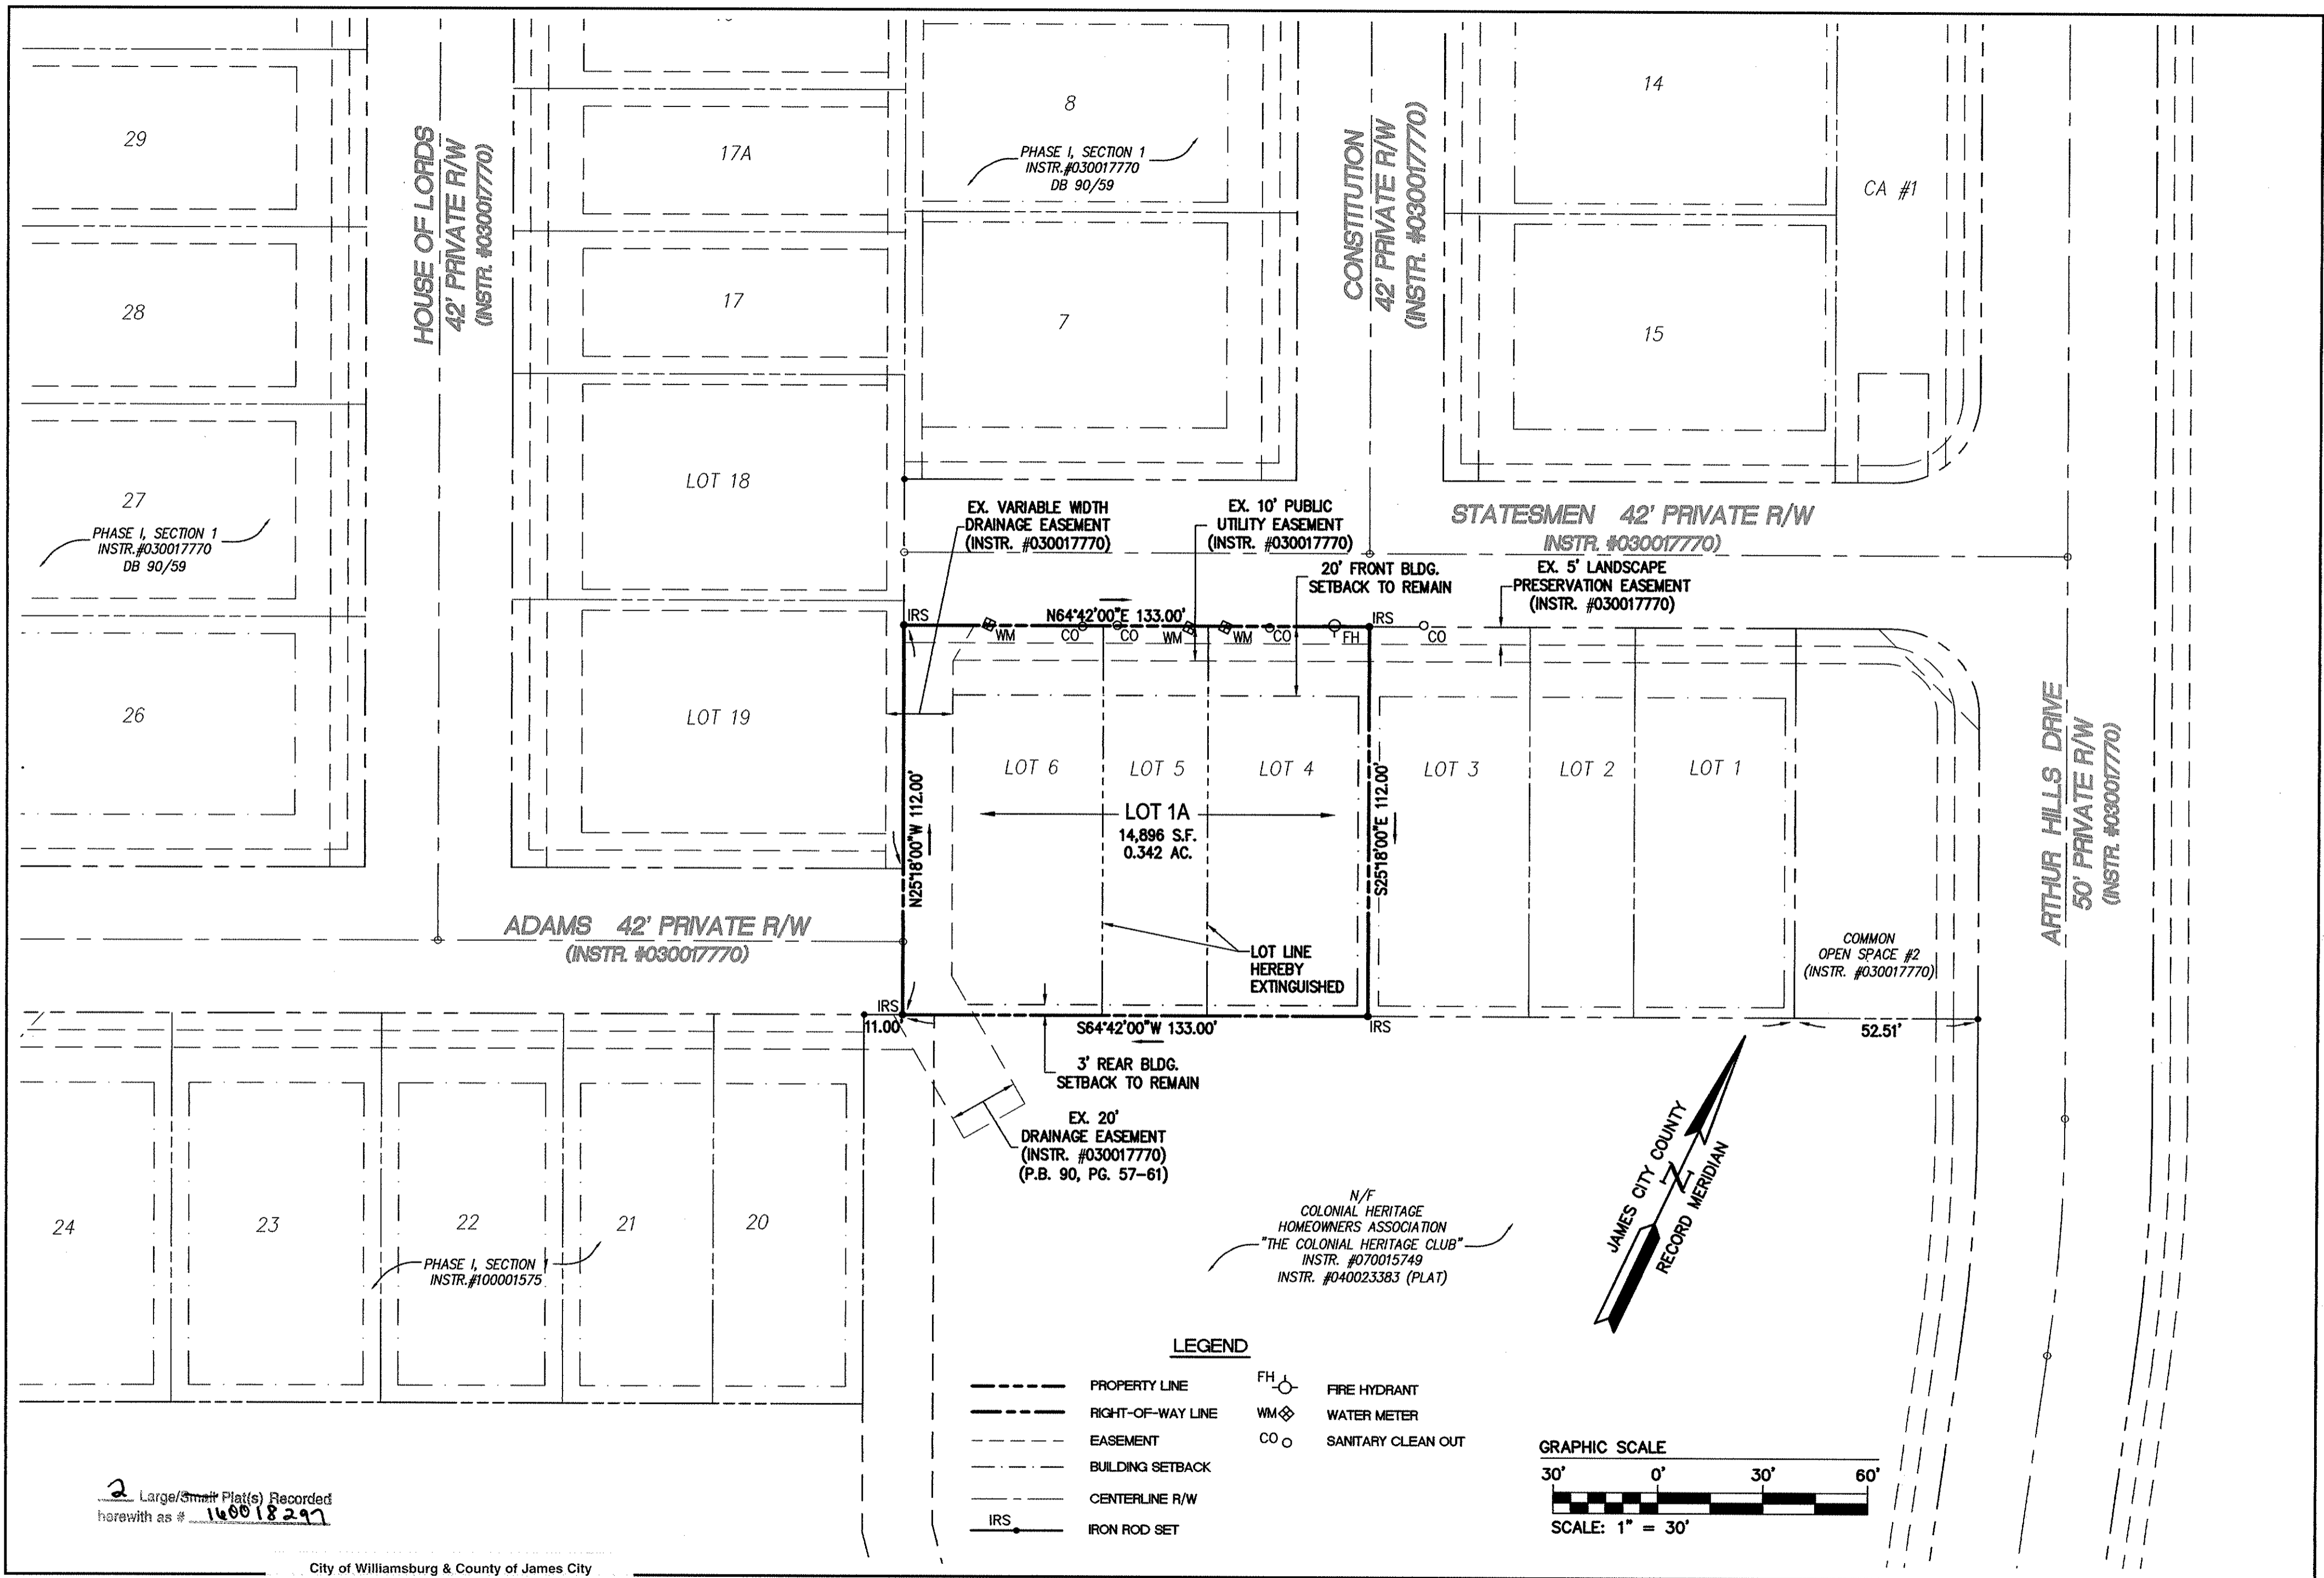 29
28
27
PHASE I, SECTION 1
INSTR.#030017770
DB 90/59
26
HOUSE OF LORDS
42' PRIVATE R/W
(INSTR. #030017770)
17A
17
LOT 18
LOT 19
8
PHASE I, SECTION 1
INSTR.#030017770
DB 90/59
7
CONSTITUTION
42' PRIVATE R/W
(INSTR. #030017770)
14
15
CA #1
EX. VARIABLE WIDTH
DRAINAGE EASEMENT
(INSTR. #030017770)
EX. 10' PUBLIC
UTILITY EASEMENT
(INSTR. #030017770)
STATESMEN 42' PRIVATE R/W
INSTR. #030017770)
20' FRONT BLDG.
SETBACK TO REMAIN
EX. 5' LANDSCAPE
PRESERVATION EASEMENT
(INSTR. #030017770)
IRS
N64°42'00"E 133.00'
IRS
WM
CO
CO
WM
WM
CO
FH
CO
LOT 6
LOT 5
LOT 4
LOT 3
LOT 2
LOT 1
LOT 1A
14,896 S.F.
0.342 AC.
N25°18'00"W 112.00'
S25°18'00"E 112.00'
ARTHUR HILLS DRIVE
50' PRIVATE R/W
(INSTR. #030017770)
ADAMS 42' PRIVATE R/W
(INSTR. #030017770)
LOT LINE
HEREBY
EXTINGUISHED
COMMON
OPEN SPACE #2
(INSTR. #030017770)
IRS
11.00'
S64°42'00"W 133.00'
IRS
52.51'
3' REAR BLDG.
SETBACK TO REMAIN
EX. 20'
DRAINAGE EASEMENT
(INSTR. #030017770)
(P.B. 90, PG. 57-61)
24
23
22
21
20
PHASE I, SECTION 1
INSTR.#100001575
N/F
COLONIAL HERITAGE
HOMEOWNERS ASSOCIATION
"THE COLONIAL HERITAGE CLUB"
INSTR. #070015749
INSTR. #040023383 (PLAT)
JAMES CITY COUNTY
N
RECORD MERIDIAN
LEGEND
PROPERTY LINE
RIGHT-OF-WAY LINE
EASEMENT
BUILDING SETBACK
CENTERLINE R/W
IRS
IRON ROD SET
FH
FIRE HYDRANT
WM
WATER METER
CO
SANITARY CLEAN OUT
GRAPHIC SCALE
30' 0' 30' 60'
SCALE: 1" = 30'
2 Large/Small Plat(s) Recorded
herewith as # 160018297
City of Williamsburg & County of James City